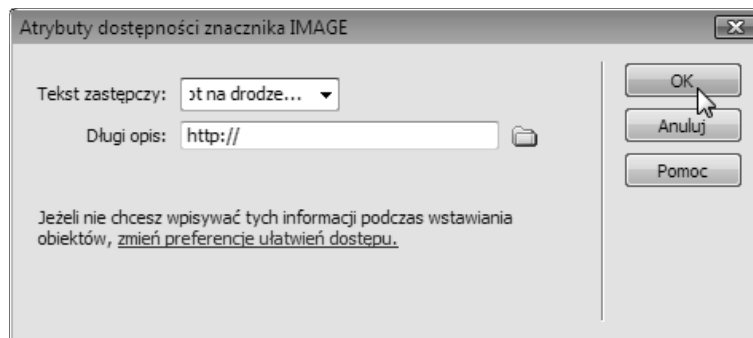 Atrybuty dostępności znacznika IMAGE
Tekst zastępczy: na drodze...
Długi opis: http://
OK
Anuluj
Pomoc
Jeżeli nie chcesz wpisywać tych informacji podczas wstawiania
obiektów, zmień preferencje ułatwień dostępu.